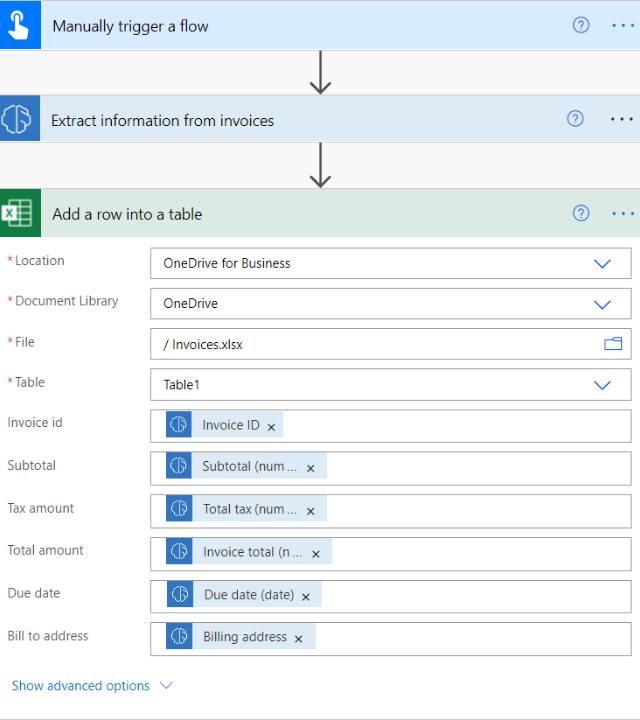 Manually trigger a flow
Extract information from invoices
Add a row into a table
* Location OneDrive for Business
* Document Library OneDrive
* File / Invoices.xlsx
* Table Table1
Invoice id Invoice ID ×
Subtotal Subtotal (num ... ×
Tax amount Total tax (num ... ×
Total amount Invoice total (n ... ×
Due date Due date (date) ×
Bill to address Billing address ×
Show advanced options